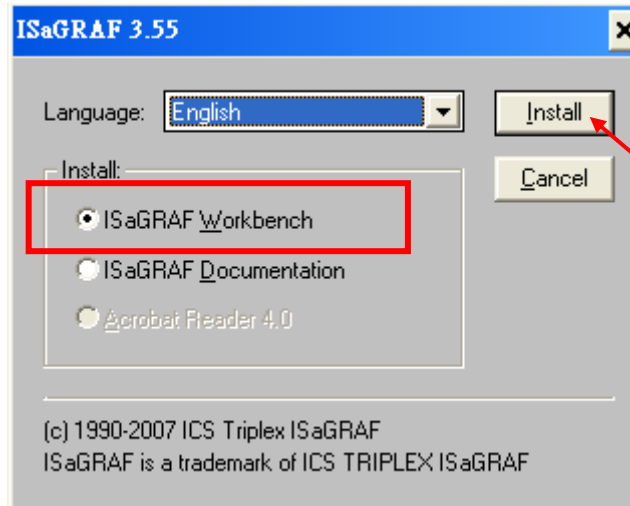 ISaGRAF 3.55
Language: English Install
Install:
Cancel
ISaGRAF Workbench
ISaGRAF Documentation
Acrobat Reader 4.0
(c) 1990-2007 ICS Triplex ISaGRAF
ISaGRAF is a trademark of ICS TRIPLEX ISaGRAF